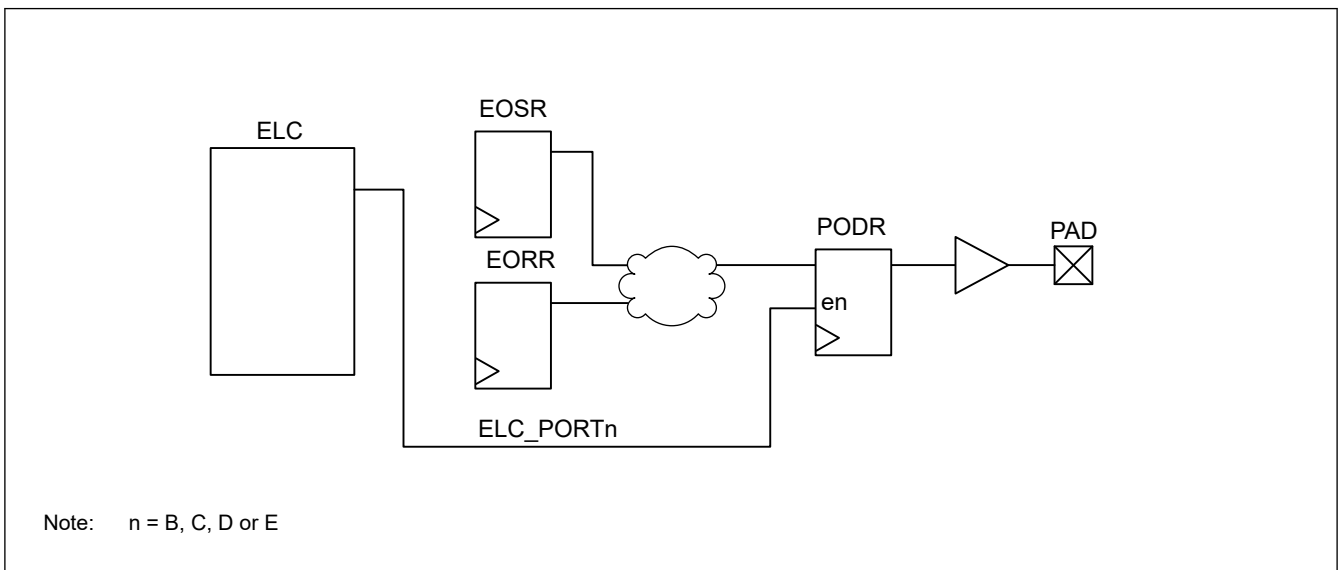 EOSR
ELC
PODR
PAD
EORR
en
ELC_PORTn
Note: n = B, C, D or E